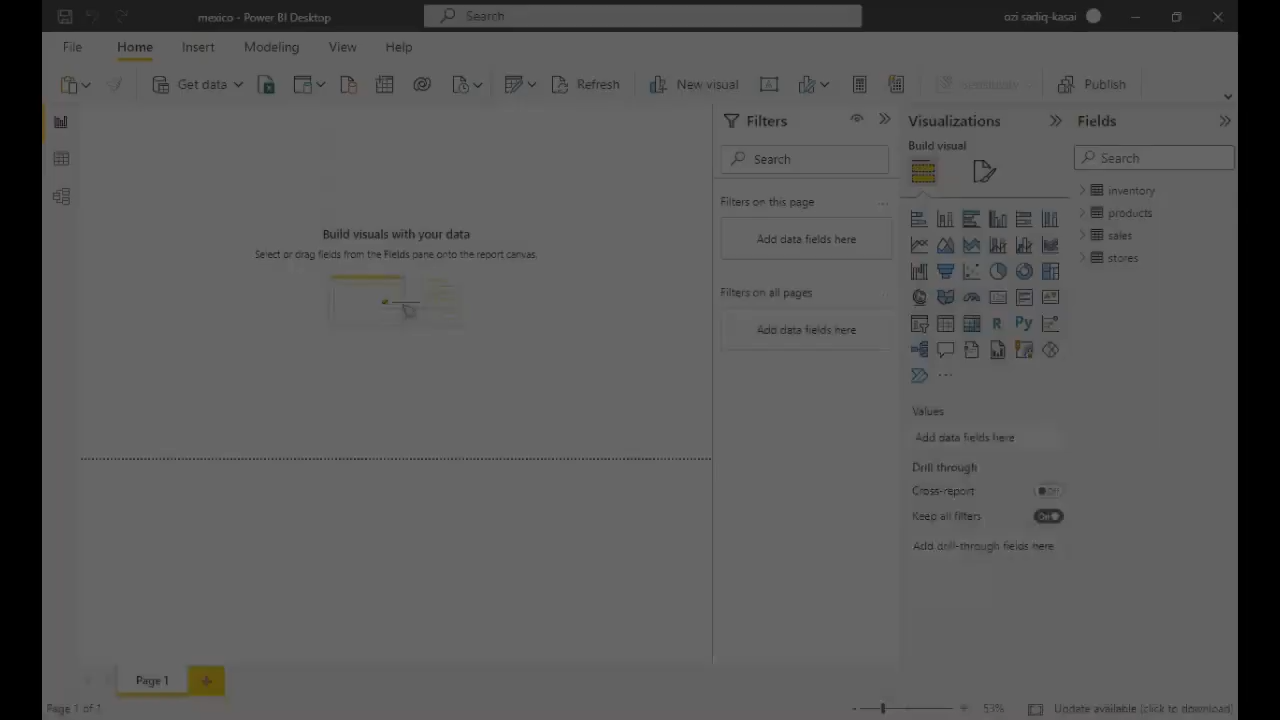 mexico - Power BI Desktop
Search
ozi sadiq-kasai
File Home Insert Modeling View Help
Get data
Refresh
New visual
Sensitivity
Publish
Filters
Search
Filters on this page
Add data fields here
Filters on all pages
Add data fields here
Visualizations
Build visual
R Py
Values
Add data fields here
Drill through
Cross-report Off
Keep all filters On
Add drill-through fields here
Fields
Search
inventory
products
sales
stores
Build visuals with your data
Select or drag fields from the Fields pane onto the report canvas.
Page 1
Page 1 of 1
53%
Update available (click to download)